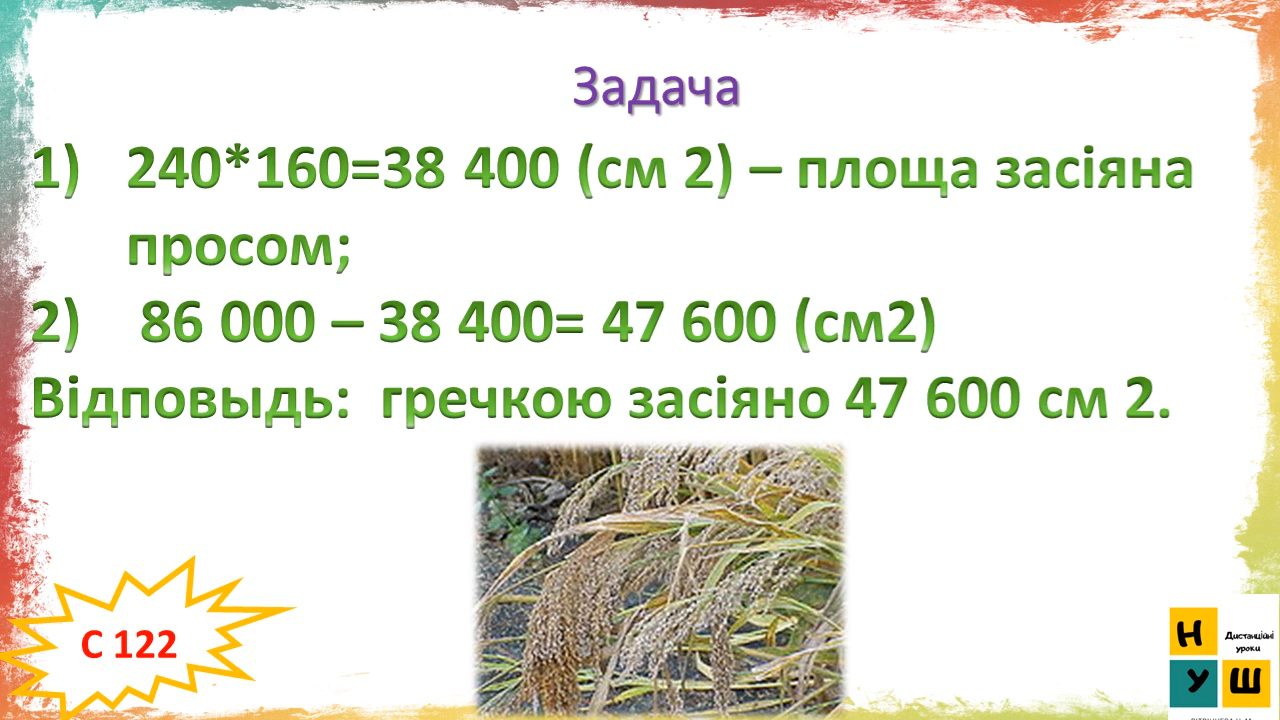 Задача
1) 240*160=38 400 (см 2) – площа засіяна
просом;
2) 86 000 – 38 400= 47 600 (см2)
Відповыдь: гречкою засіяно 47 600 см 2.
С 122
Н
Дистанційні
уроки
У Ш